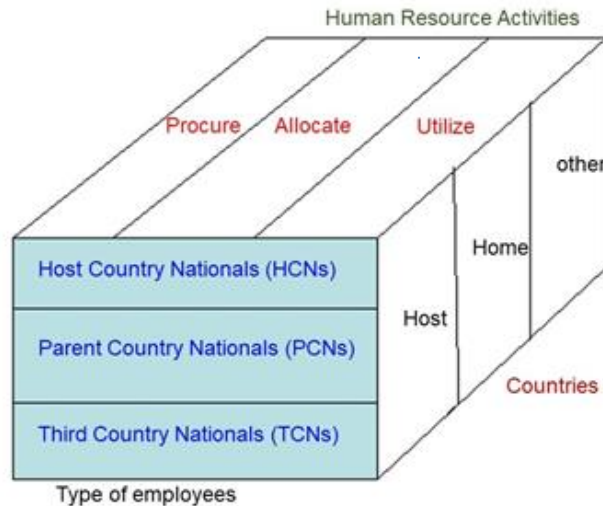 Human Resource Activities
Procure Allocate Utilize
other
Home
Host
Host Country Nationals (HCNs)
Parent Country Nationals (PCNs)
Third Country Nationals (TCNs)
Countries
Type of employees